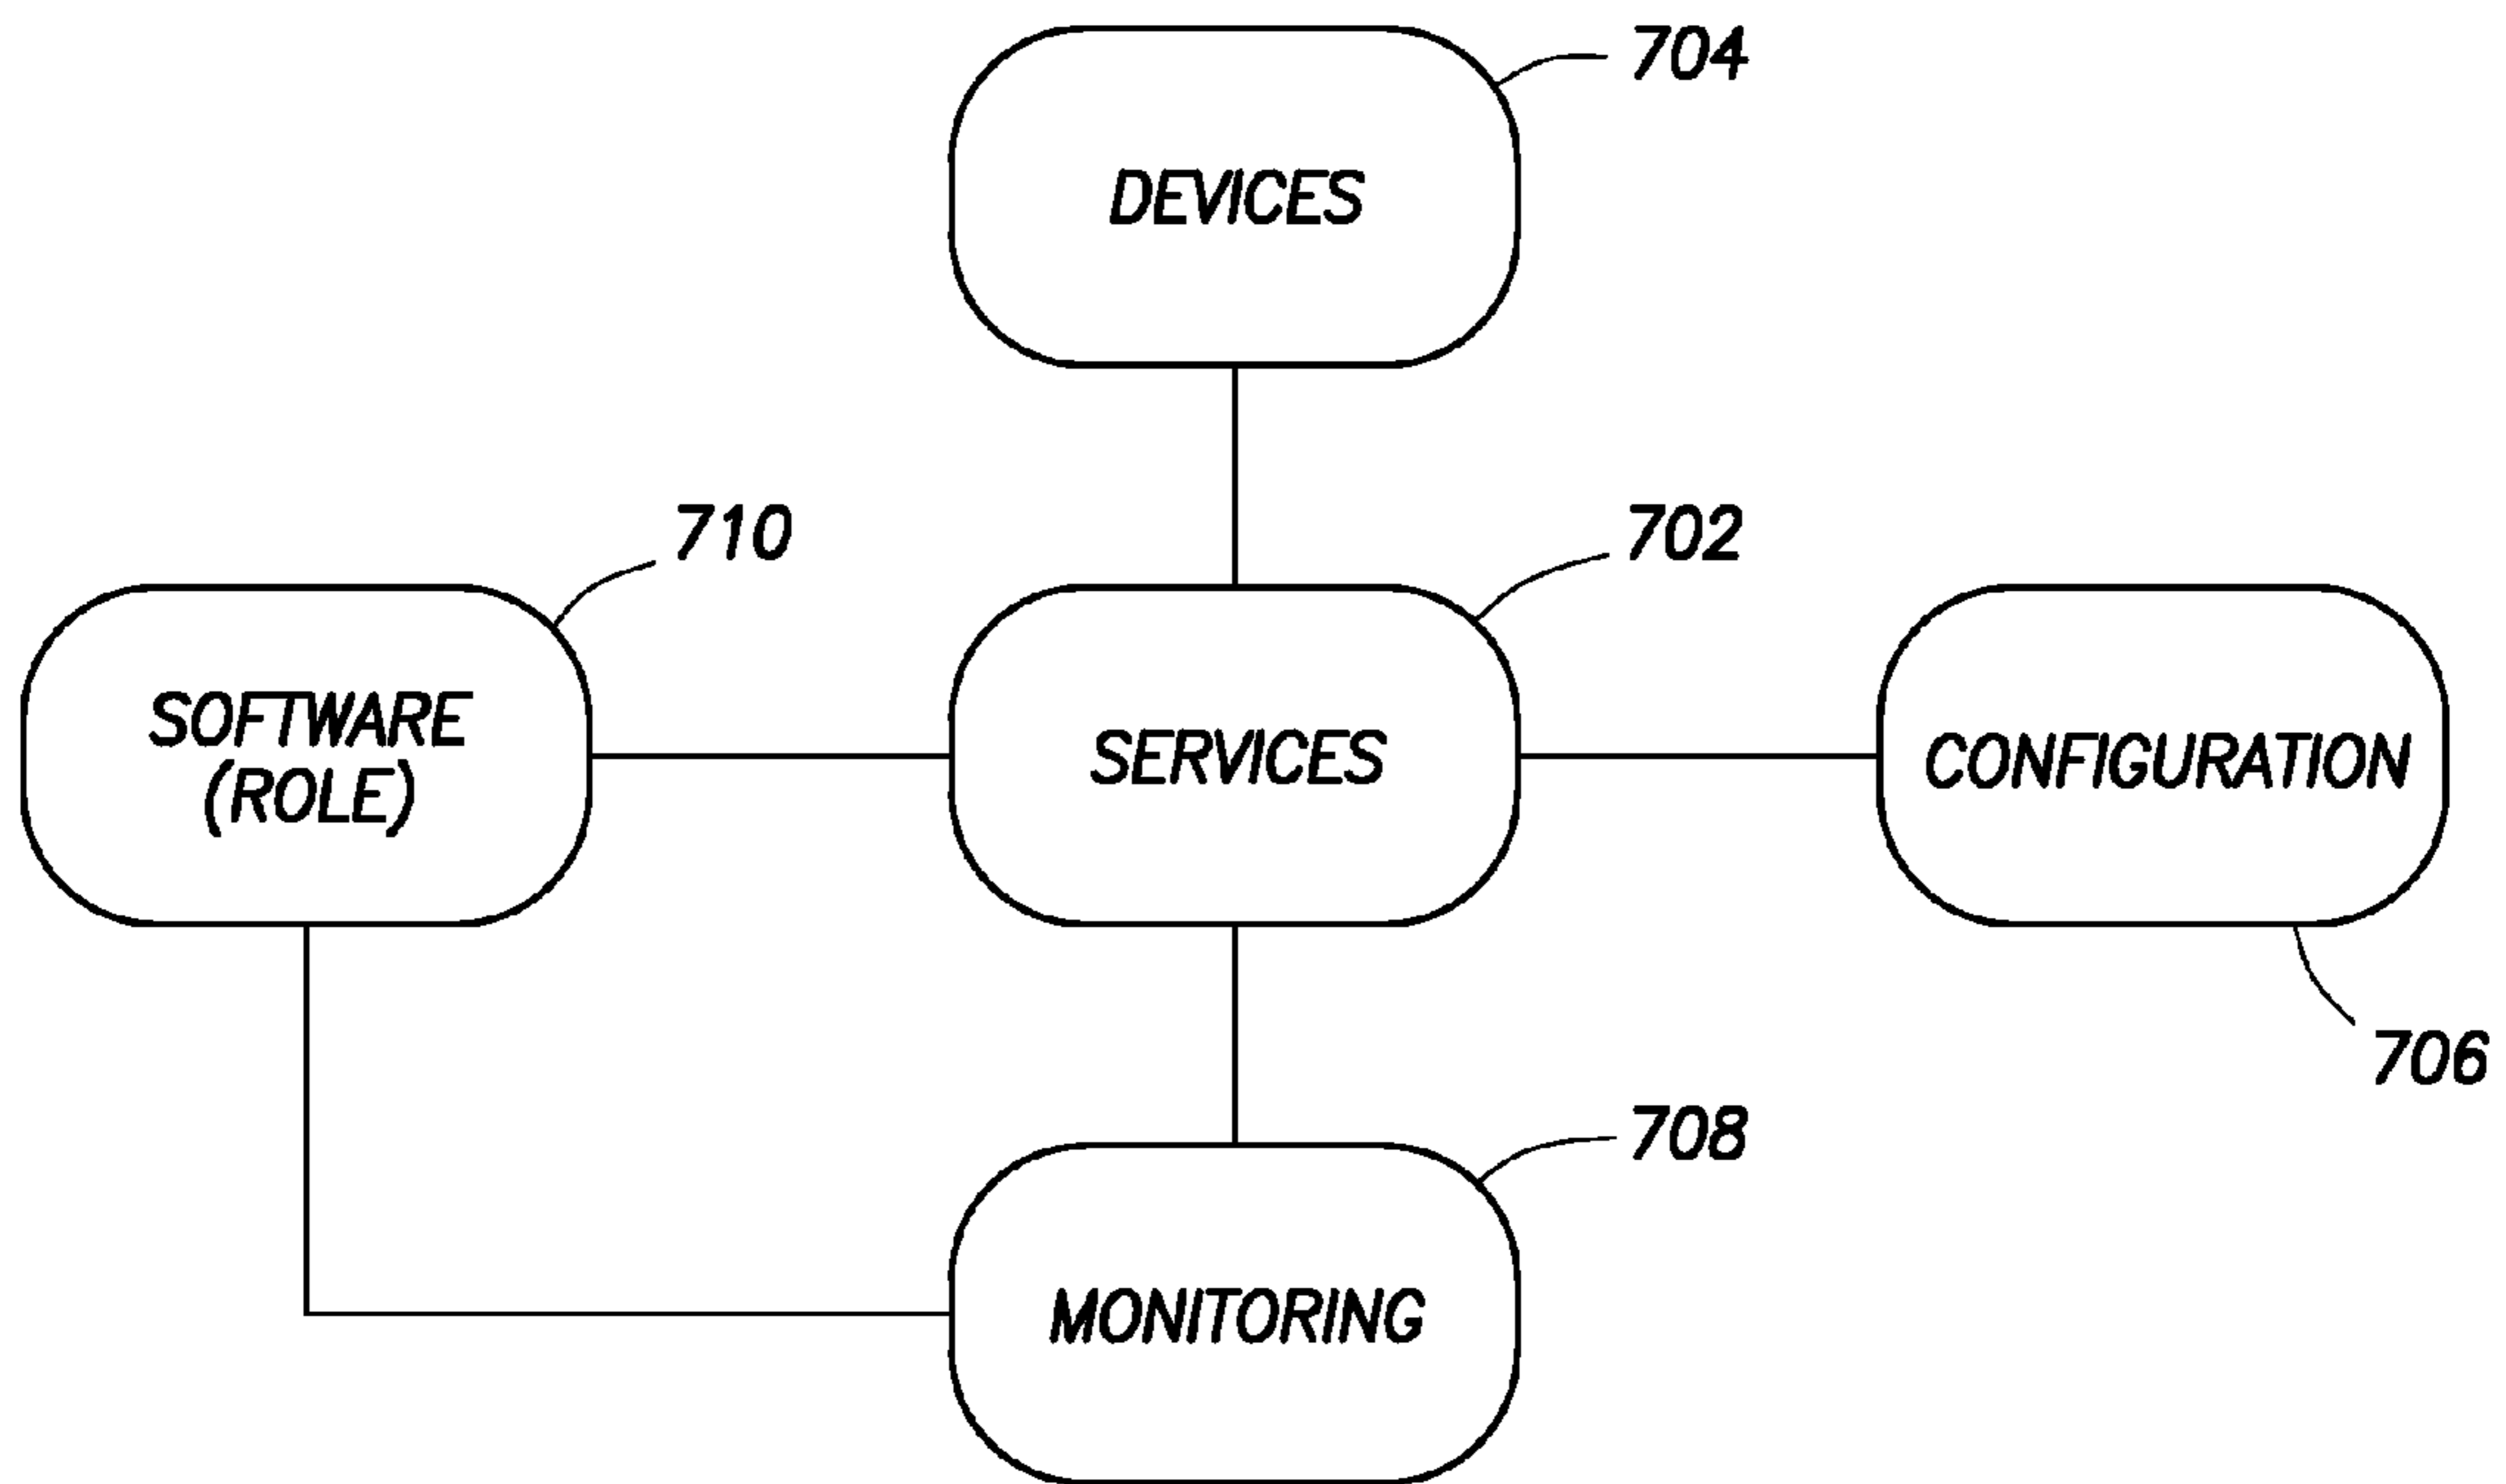 704
DEVICES
710
702
SOFTWARE
(ROLE)
SERVICES
CONFIGURATION
706
708
MONITORING